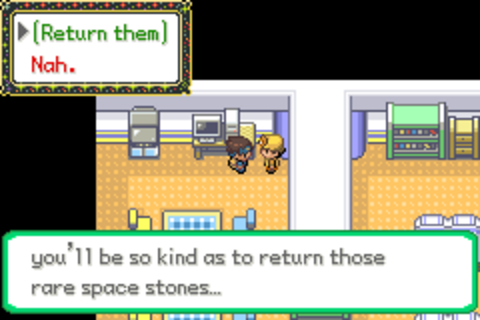 (Return them)
Nah.
you'll be so kind as to return those
rare space stones...